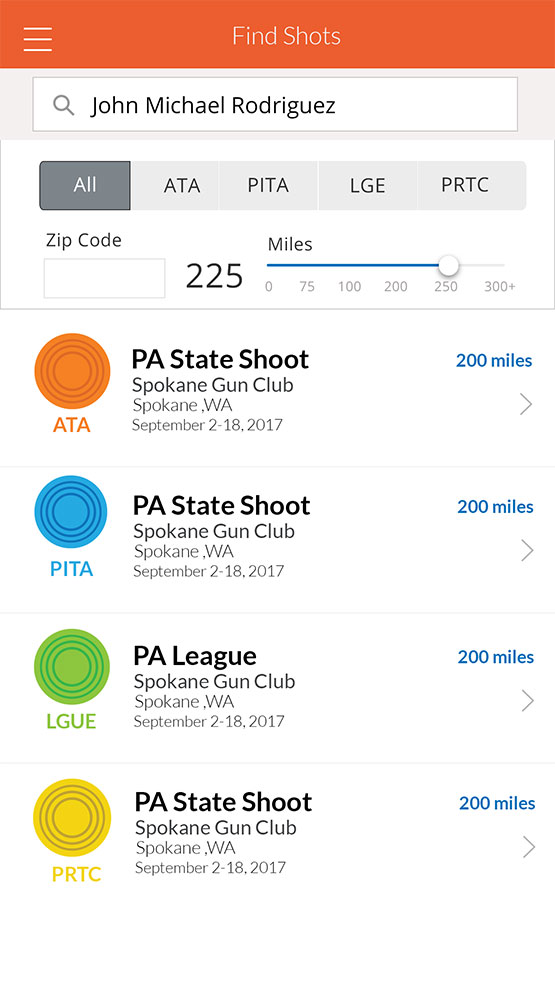 Find Shots
John Michael Rodriguez
All ATA PITA LGE PRTC
Zip Code
225
Miles
0 75 100 200 250 300+
PA State Shoot
200 miles
Spokane Gun Club
Spokane ,WA
September 2-18, 2017
ATA
PA State Shoot
200 miles
Spokane Gun Club
Spokane ,WA
September 2-18, 2017
PITA
PA League
200 miles
Spokane Gun Club
Spokane ,WA
September 2-18, 2017
LGUE
PA State Shoot
200 miles
Spokane Gun Club
Spokane ,WA
September 2-18, 2017
PRTC